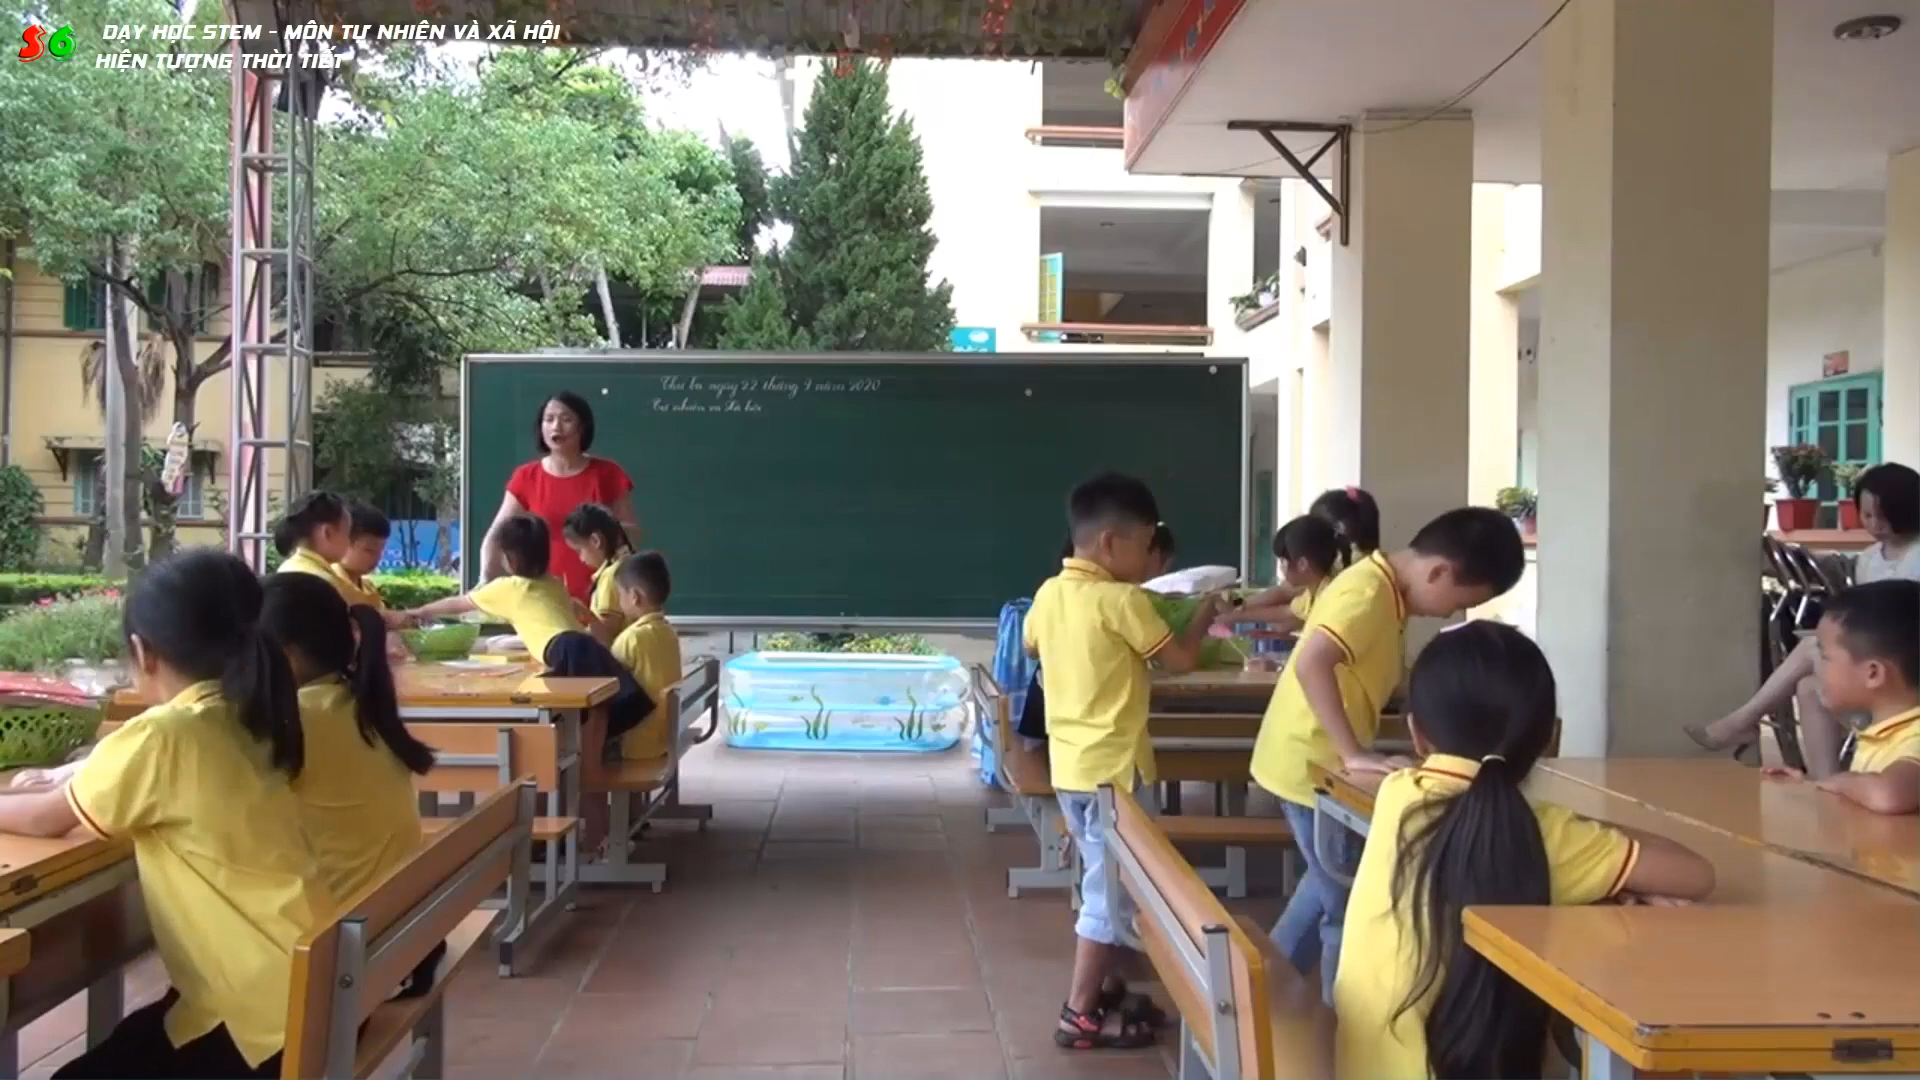 S6
DẠY HỌC STEM - MÔN TỰ NHIÊN VÀ XÃ HỘI
HIỆN TƯỢNG THỜI TIẾT
Thứ ba ngày 22 tháng 9 năm 2020
Tự nhiên và Xã hội